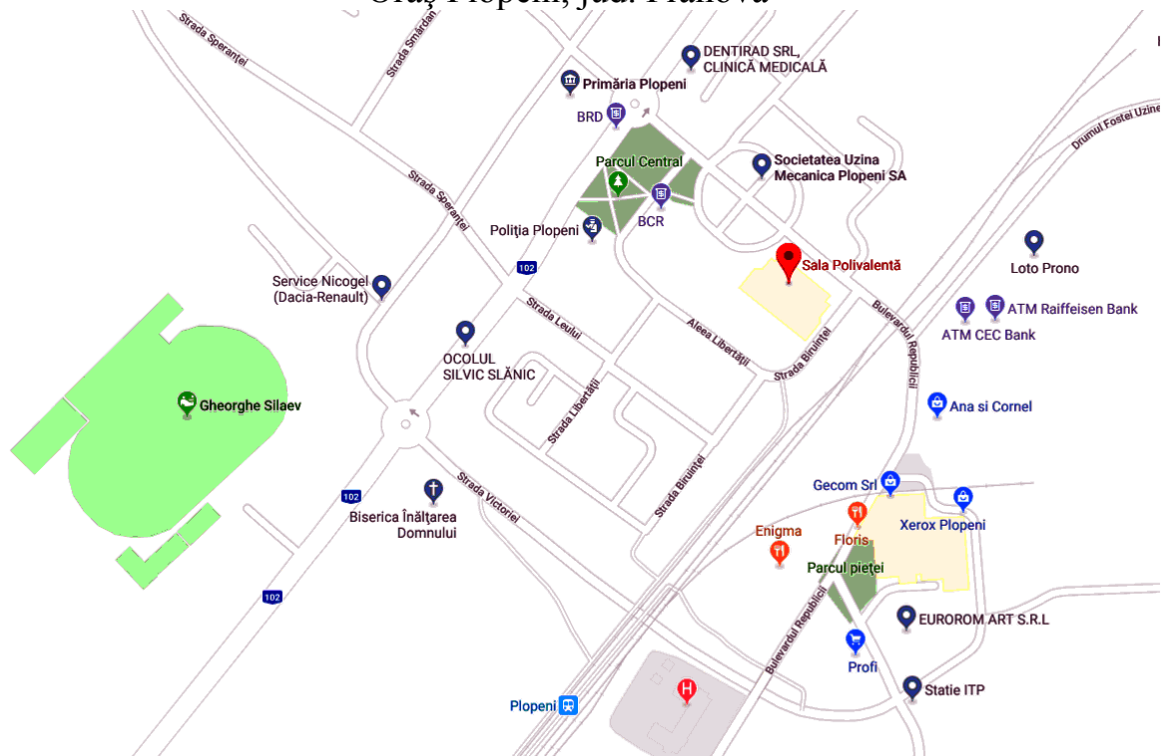 Oraș Plopeni, jud. Prahova
DENTIRAD SRL,
CLINICĂ MEDICALĂ
Strada Speranței
Strada Smârdan
Primăria Plopeni
BRD
Drumul Fostei Uzine
Parcul Central
Societatea Uzina
Mecanica Plopeni SA
Strada Speranței
BCR
Poliția Plopeni
102
Sala Polivalentă
Loto Prono
Service Nicogel
(Dacia-Renault)
Strada Leului
Bulevardul Republicii
ATM Raiffeisen Bank
ATM CEC Bank
Aleea Libertății
Strada Biruinței
OCOLUL
SILVIC SLĂNIC
Gheorghe Silaev
Strada Libertății
Ana si Cornel
Strada Biruinței
Strada Victoriei
Gecom Srl
102
Xerox Plopeni
Biserica Înălțarea
Domnului
Enigma
Floris
Parcul pieței
102
Bulevardul Republicii
EUROROM ART S.R.L
Profi
H
Statie ITP
Plopeni